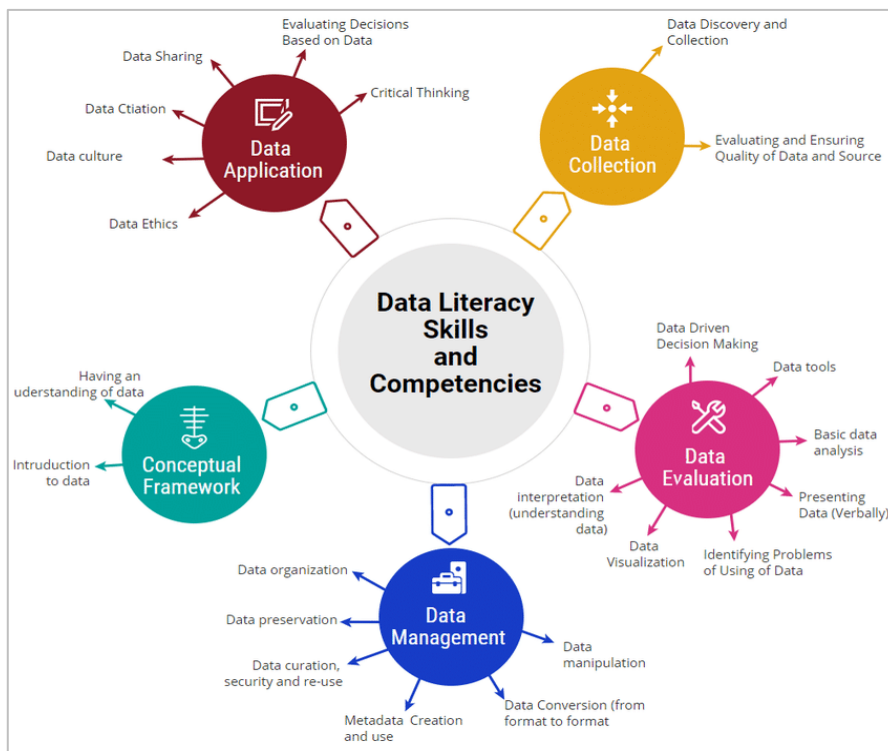 Evaluating Decisions
Based on Data
Data Sharing
Critical Thinking
Data Ctiation
Data culture
Data Ethics
Data
Application
Data Discovery and
Collection
Evaluating and Ensuring
Quality of Data and Source
Data
Collection
Data Literacy
Skills
and
Competencies
Having an
uderstanding of data
Intruduction
to data
Conceptual
Framework
Data Driven
Decision Making
Data tools
Basic data
analysis
Presenting
Data (Verbally)
Identifying Problems
of Using of Data
Data
Visualization
Data
interpretation
(understanding
data)
Data
Evaluation
Data organization
Data preservation
Data curation,
security and re-use
Metadata Creation
and use
Data Conversion (from
format to format
Data
manipulation
Data
Management